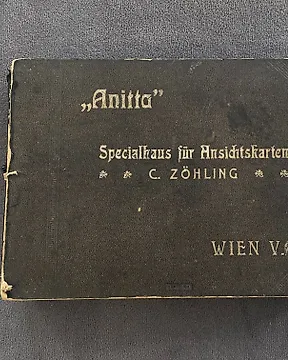 „Anitta"
Specialhaus für Ansichtskarten
C. ZÖHLING
WIEN V.